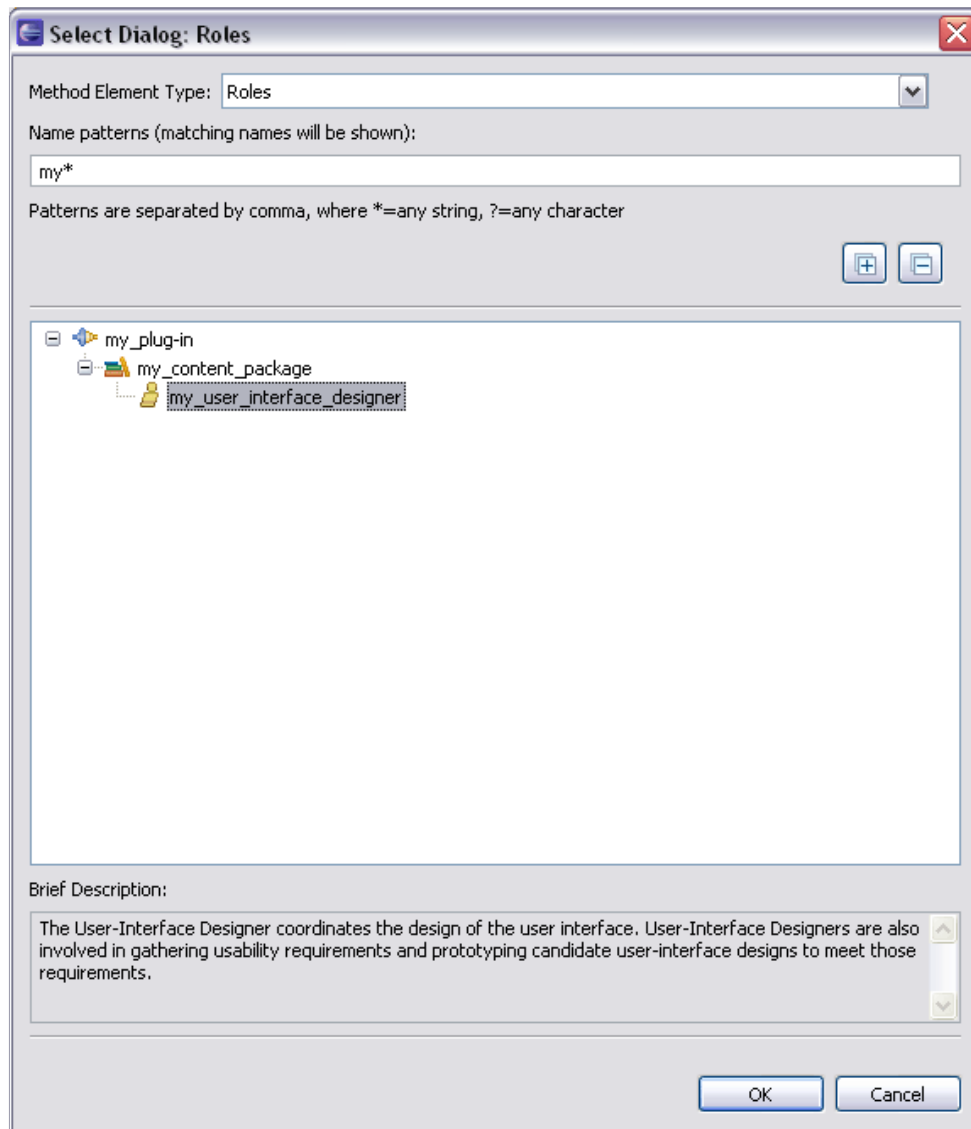 Select Dialog: Roles
Method Element Type: Roles
Name patterns (matching names will be shown):
my*
Patterns are separated by comma, where *=any string, ?=any character
my_plug-in
my_content_package
my_user_interface_designer
Brief Description:
The User-Interface Designer coordinates the design of the user interface. User-Interface Designers are also
involved in gathering usability requirements and prototyping candidate user-interface designs to meet those
requirements.
OK Cancel